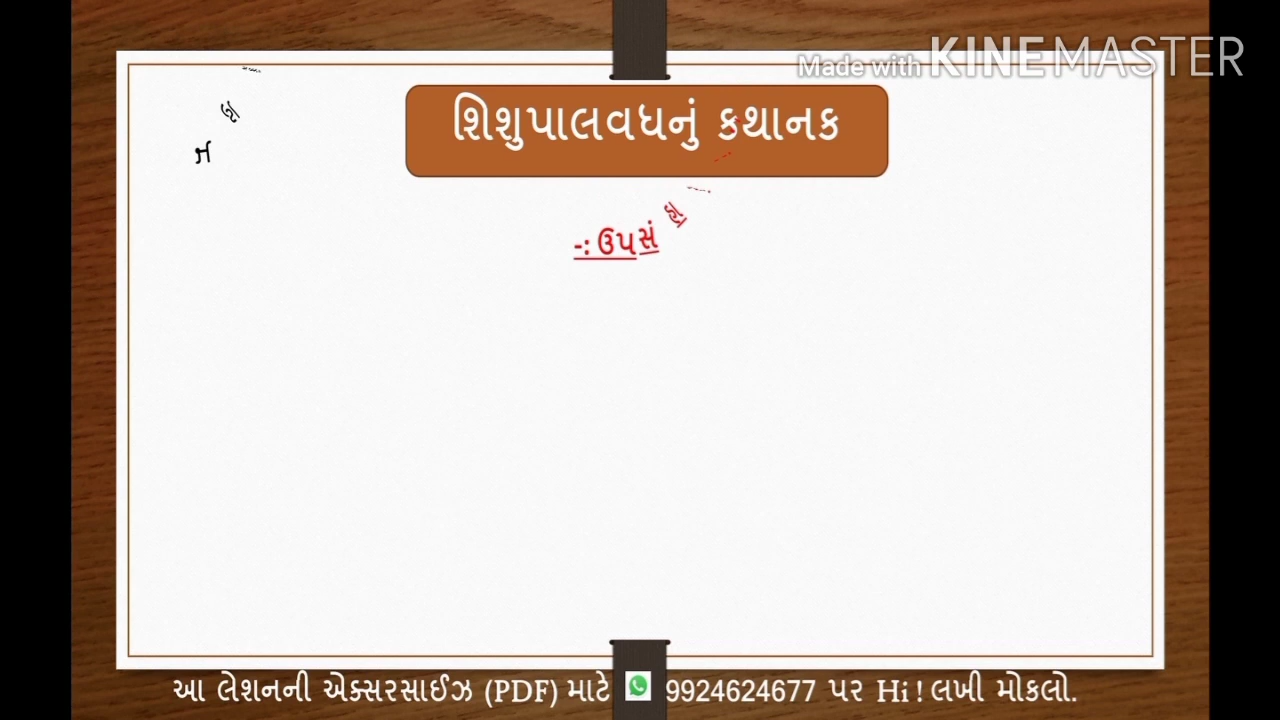 Made with KINEMASTER
શિશુપાલવધનું કથાનક
-: ઉપસં
આ લેશનની એક્સરસાઈઝ (PDF) માટે 9924624677 પર Hi ! લખી મોકલો.